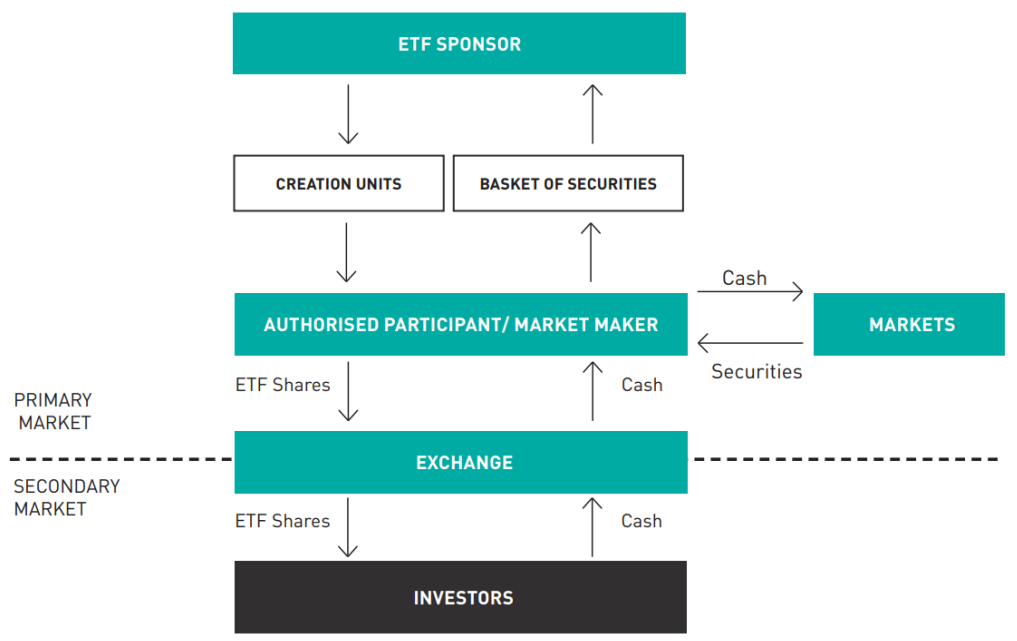 ETF SPONSOR
CREATION UNITS
BASKET OF SECURITIES
Cash
AUTHORISED PARTICIPANT/ MARKET MAKER
MARKETS
Securities
ETF Shares
Cash
PRIMARY
MARKET
EXCHANGE
SECONDARY
MARKET
ETF Shares
Cash
INVESTORS